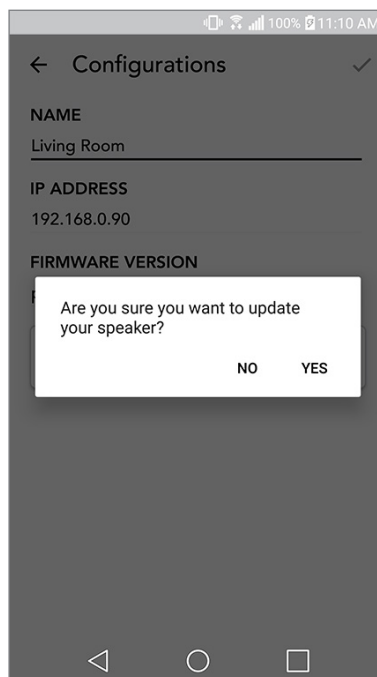 100% 11:10 AM
Configurations
NAME
Living Room
IP ADDRESS
192.168.0.90
FIRMWARE VERSION
Are you sure you want to update
your speaker?
NO YES